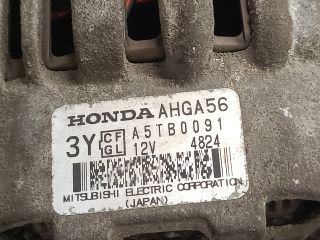 HONDA AHGA56
3Y CF GL A5TB0091
12V 4824
MITSUBISHI ELECTRIC CORPORATION
(JAPAN)